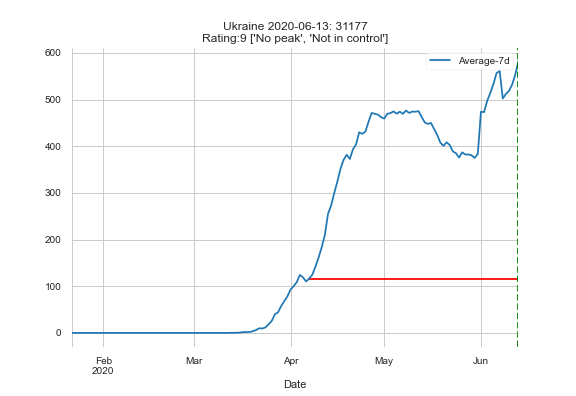 Ukraine 2020-06-13: 31177
Rating:9 ['No peak', 'Not in control']
Average-7d
600
500
400
300
200
100
0
Feb
2020
Mar
Apr
May
Jun
Date